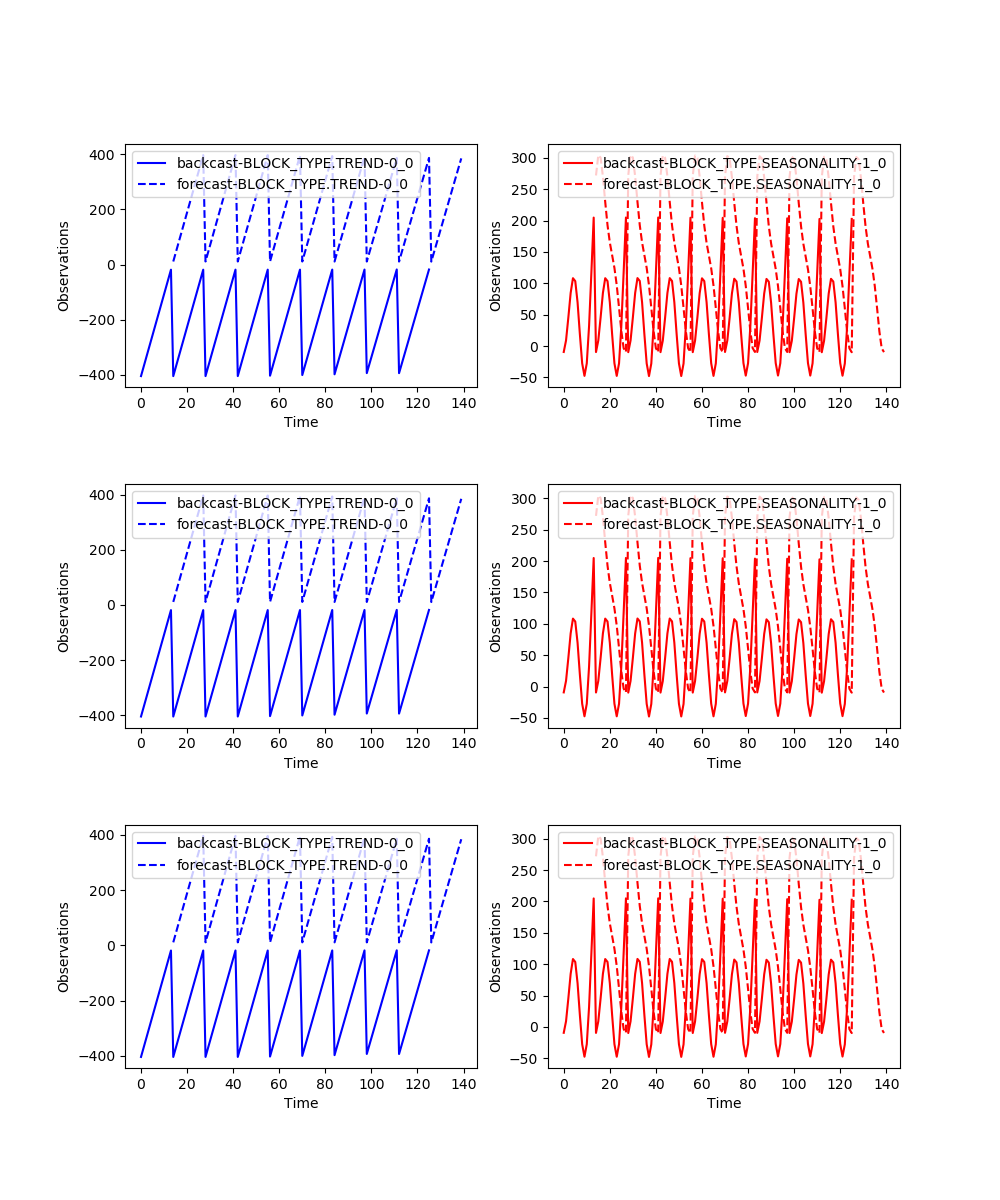 backcast-BLOCK_TYPE.TREND-0_0
forecast-BLOCK_TYPE.TREND-0_0
400
200
0
−200
−400
Observations
0 20 40 60 80 100 120 140
Time
backcast-BLOCK_TYPE.SEASONALITY-1_0
forecast-BLOCK_TYPE.SEASONALITY-1_0
300
250
200
150
100
50
0
−50
Observations
0 20 40 60 80 100 120 140
Time
backcast-BLOCK_TYPE.TREND-0_0
forecast-BLOCK_TYPE.TREND-0_0
400
200
0
−200
−400
Observations
0 20 40 60 80 100 120 140
Time
backcast-BLOCK_TYPE.SEASONALITY-1_0
forecast-BLOCK_TYPE.SEASONALITY-1_0
300
250
200
150
100
50
0
−50
Observations
0 20 40 60 80 100 120 140
Time
backcast-BLOCK_TYPE.TREND-0_0
forecast-BLOCK_TYPE.TREND-0_0
400
200
0
−200
−400
Observations
0 20 40 60 80 100 120 140
Time
backcast-BLOCK_TYPE.SEASONALITY-1_0
forecast-BLOCK_TYPE.SEASONALITY-1_0
300
250
200
150
100
50
0
−50
Observations
0 20 40 60 80 100 120 140
Time